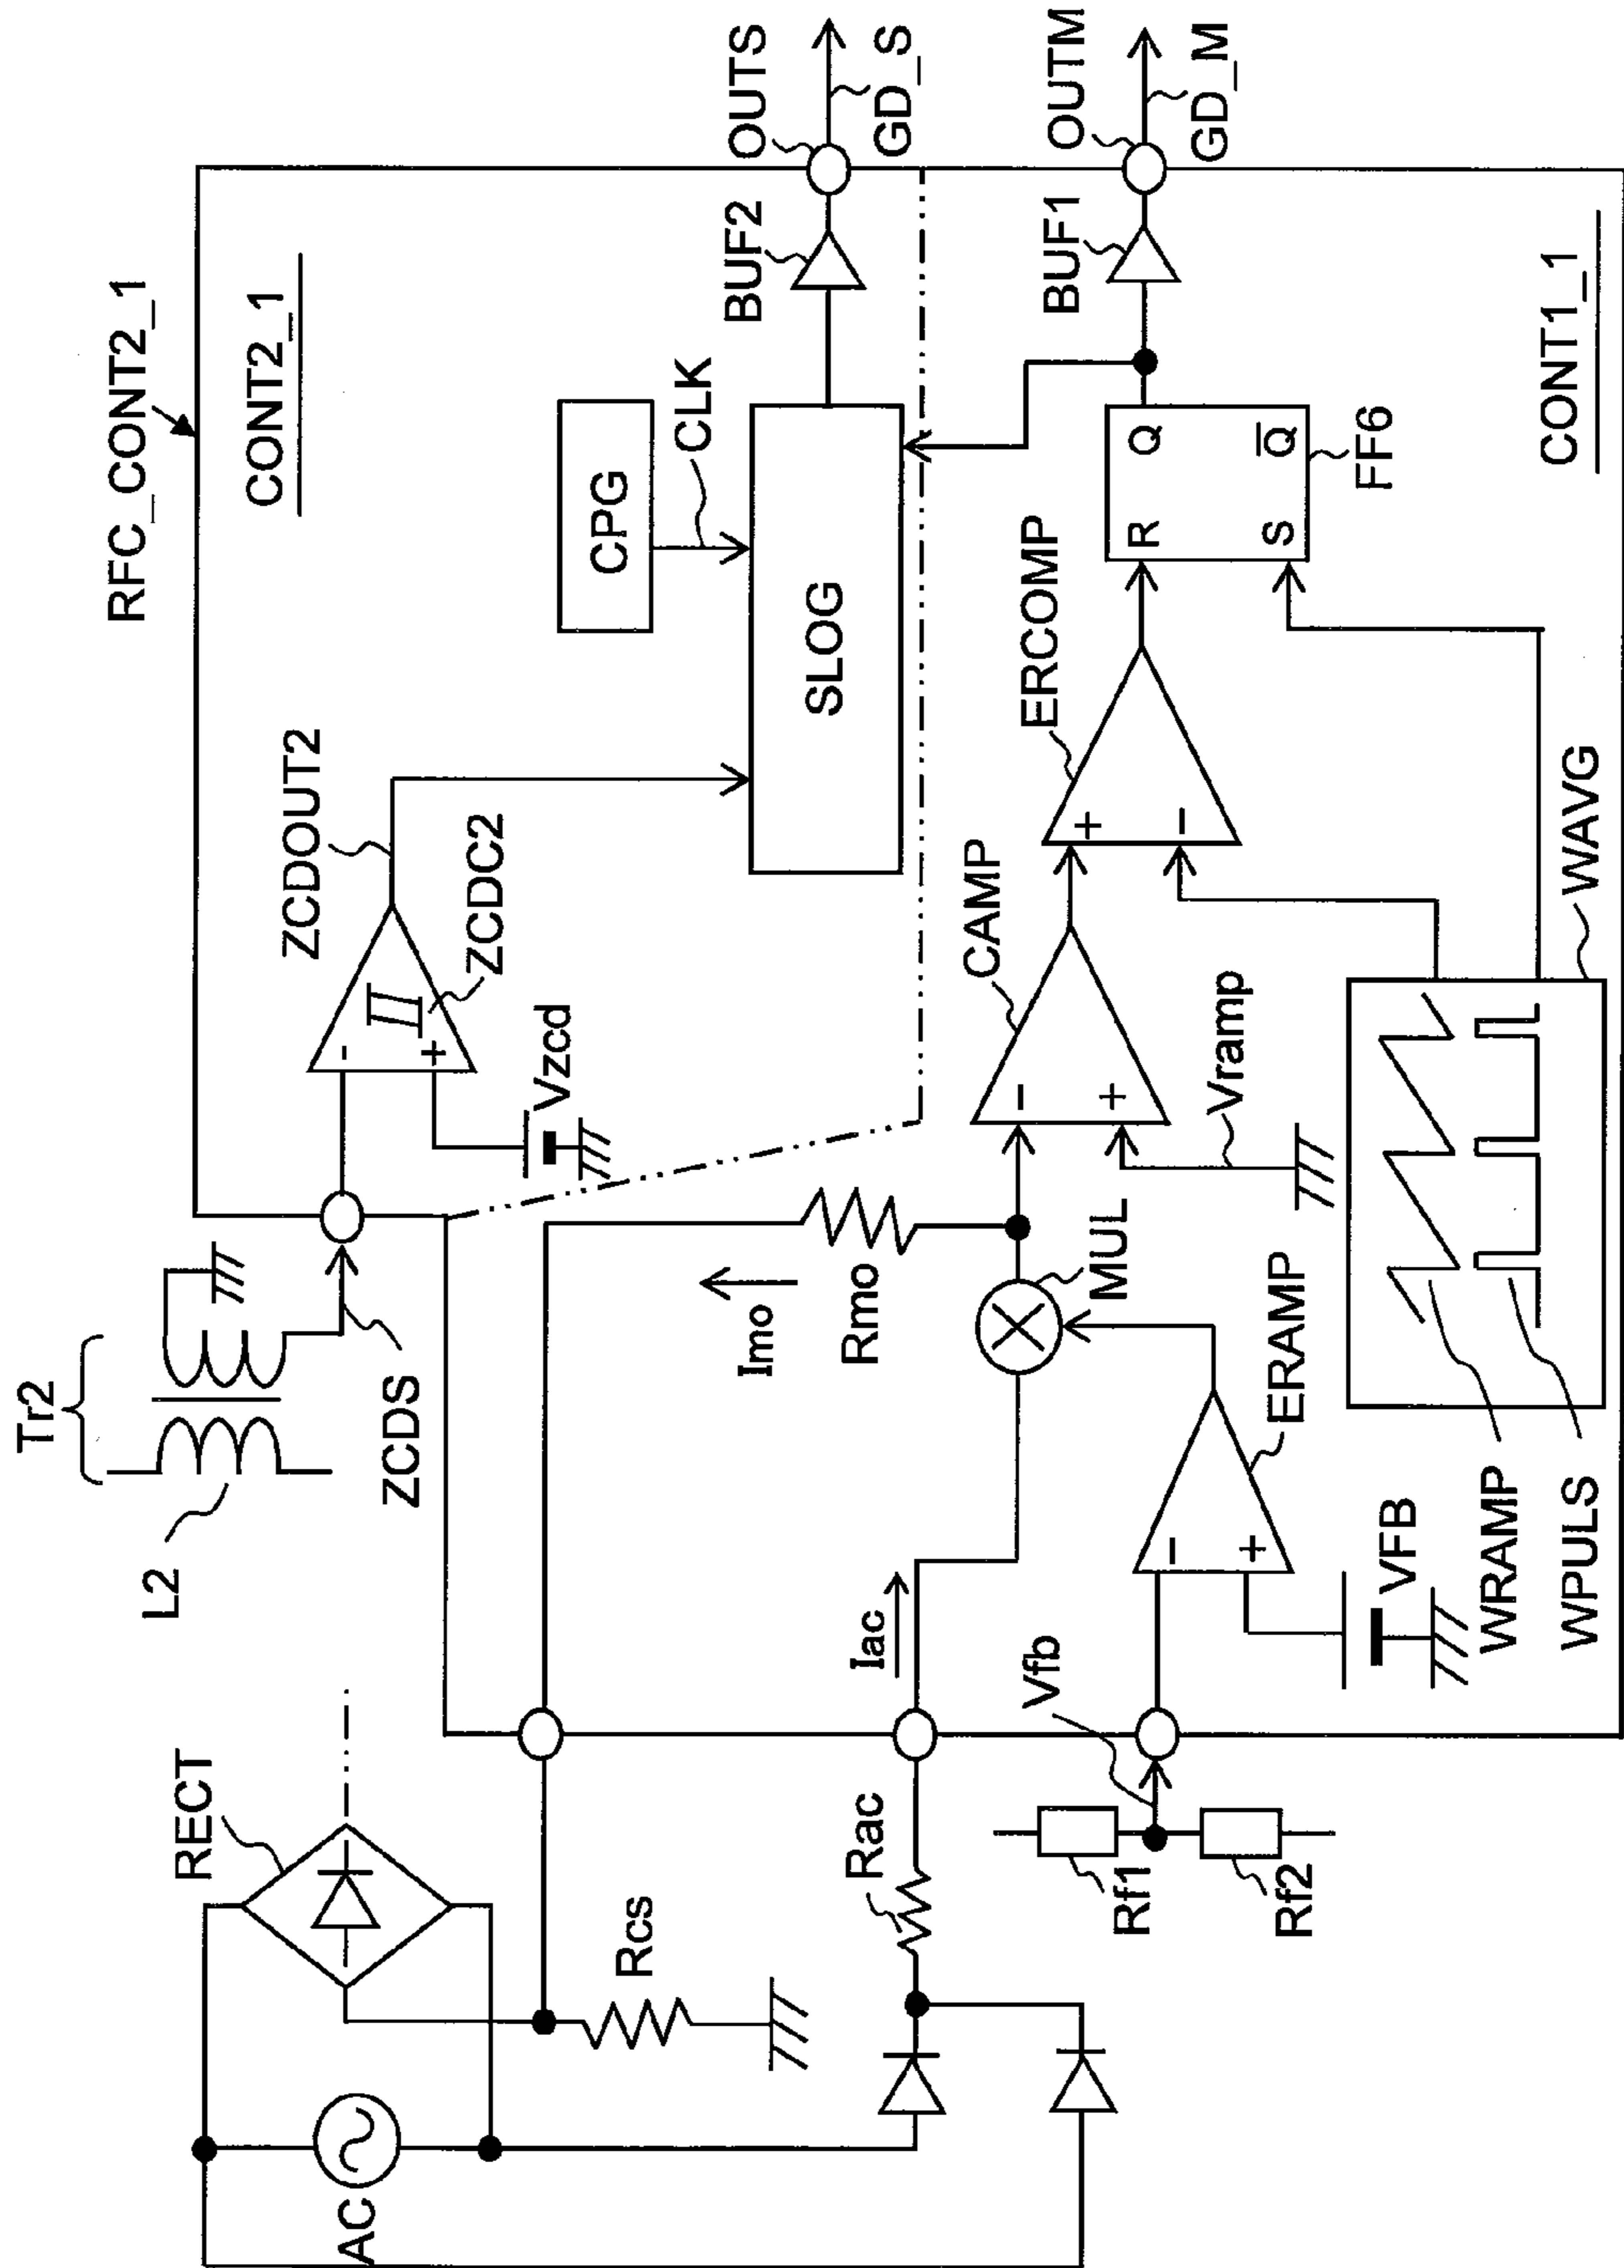 RFC_CONT2_1
CONT2_1
Tr2
L2
ZCDS
ZCDOUT2
ZCDC2
-
+
Vzcd
CPG
CLK
SLOG
BUF2
OUTS
GD_S
RECT
AC
Rcs
Rac
Iac
Imo
Rmo
MUL
CAMP
−
+
Vramp
ERCOMP
+
−
R
Q
S
Q̅
FF6
BUF1
OUTM
GD_M
Vfb
Rf1
Rf2
−
+
ERAMP
VFB
WRAMP
WPULS
WAVG
CONT1_1